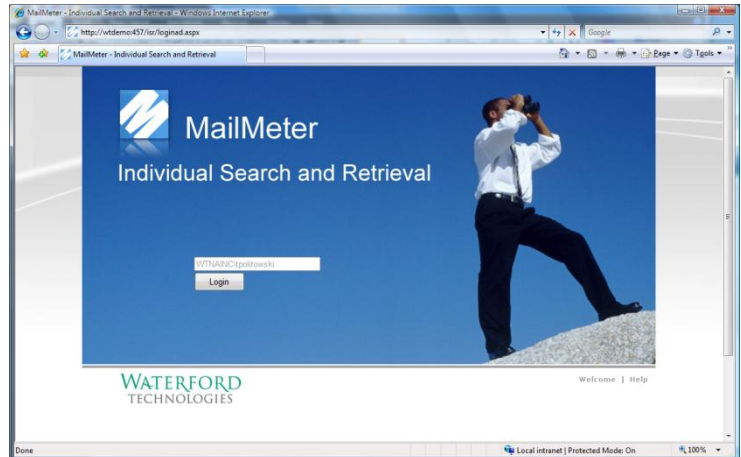 MailMeter - Individual Search and Retrieval - Windows Internet Explorer
http://wtdemo:457/isr/loginad.aspx
Google
MailMeter - Individual Search and Retrieval
Page
Tools
MailMeter
Individual Search and Retrieval
WTNAINC\tpolitowski
Login
WATERFORD
TECHNOLOGIES
Welcome | Help
Done
Local intranet | Protected Mode: On
100%